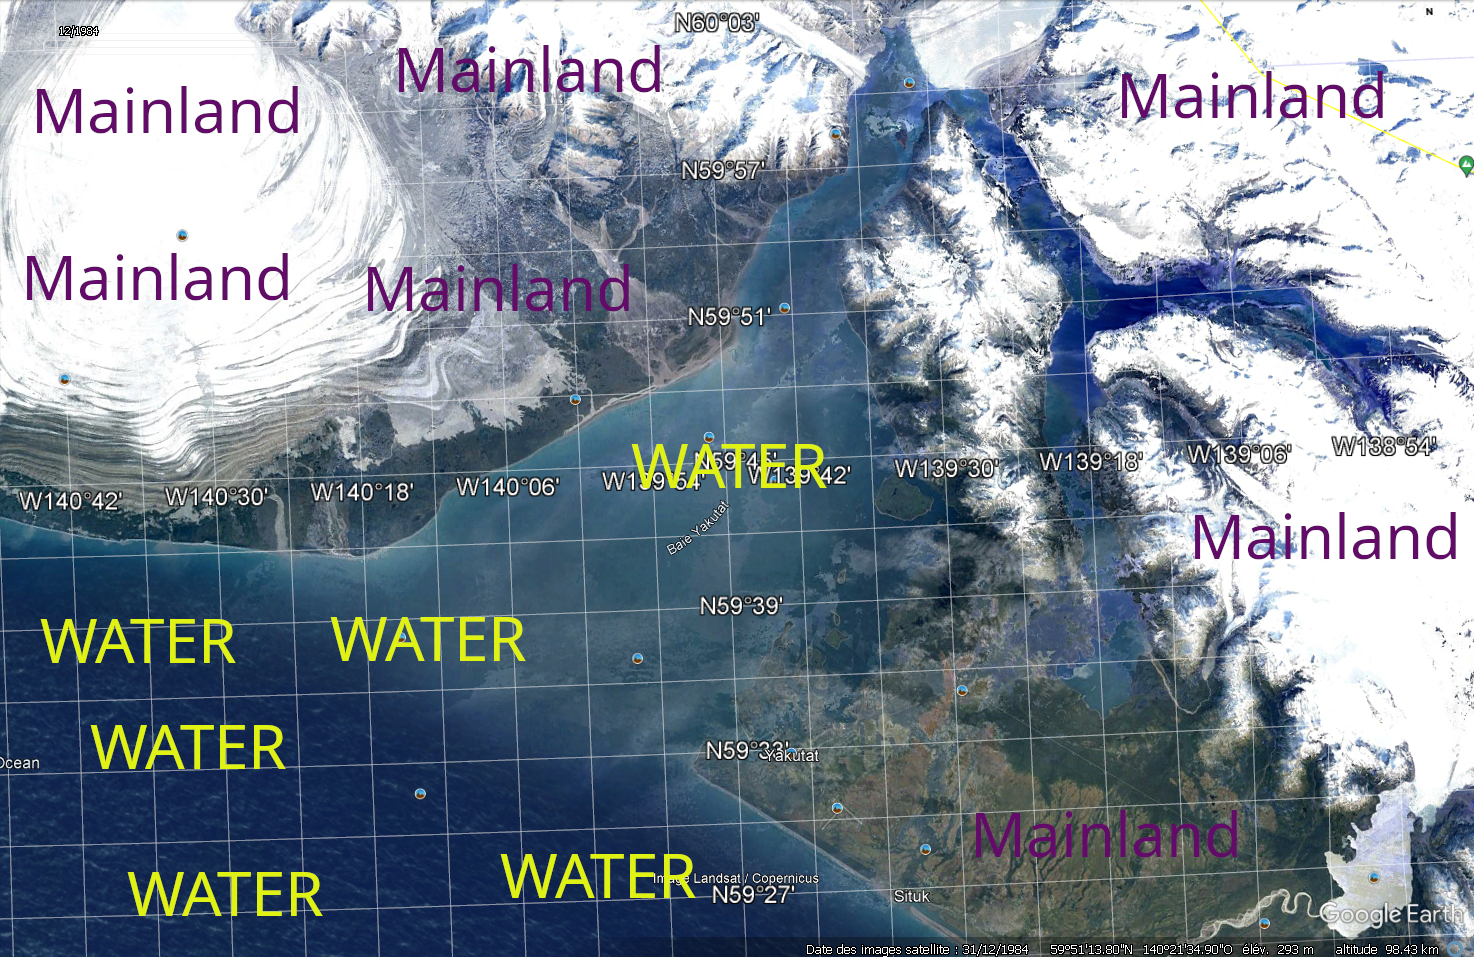 12/1984
N60°03'
Mainland
Mainland
Mainland
Mainland
N59°57'
Mainland
Mainland
N59°51'
WATER
N59°45'
W140°42'
W140°30'
W140°18'
W140°06'
W139°54'
W139°42'
W139°30'
W139°18'
W139°06'
W138°54'
Baie Yakutat
Mainland
N59°39'
WATER
WATER
WATER
N59°33'
Yakutat
Ocean
Mainland
WATER
WATER
Image Landsat / Copernicus
N59°27'
Situk
Google Earth
Date des images satellite : 31/12/1984 59°51'13.80"N 140°21'34.90"O élév. 293 m altitude 98.43 km
N